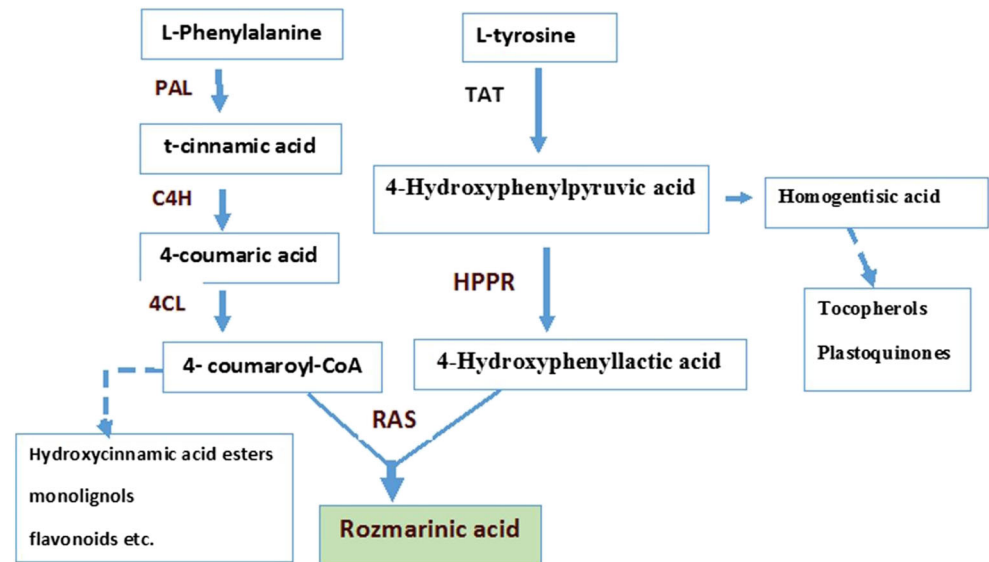 L-Phenylalanine
L-tyrosine
PAL
TAT
t-cinnamic acid
4-Hydroxyphenylpyruvic acid
Homogentisic acid
C4H
4-coumaric acid
HPPR
4CL
Tocopherols
Plastoquinones
4- coumaroyl-CoA
4-Hydroxyphenyllactic acid
RAS
Hydroxycinnamic acid esters
monolignols
flavonoids etc.
Rozmarinic acid